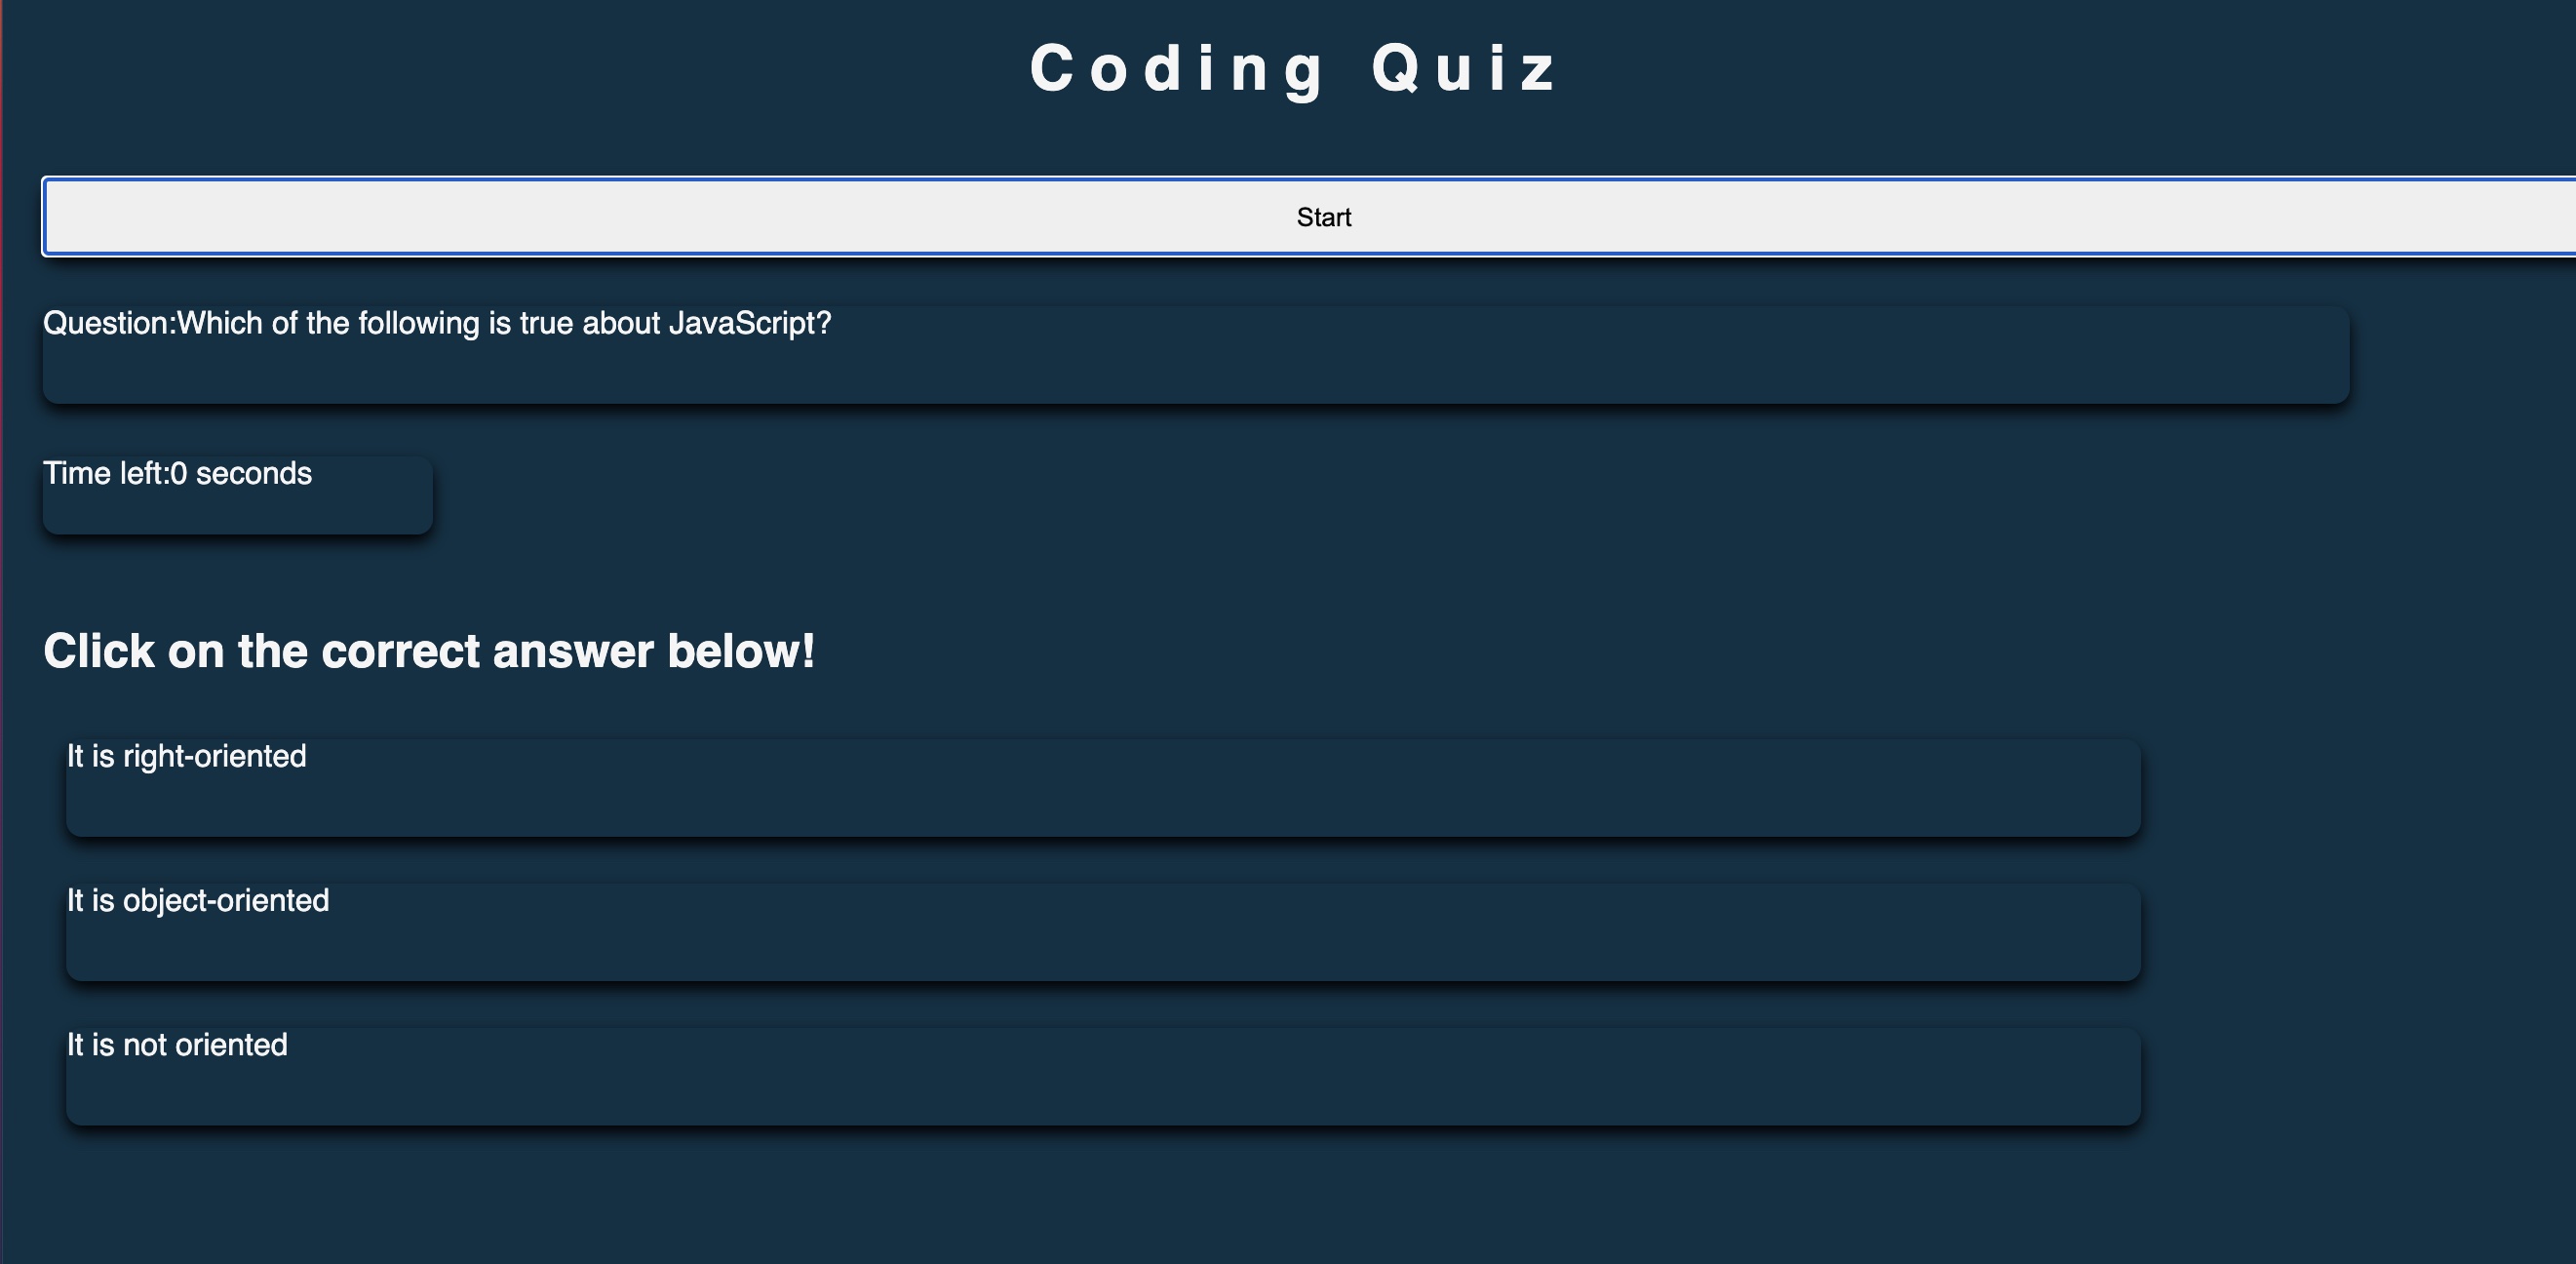 Coding Quiz
Start
Question:Which of the following is true about JavaScript?
Time left:0 seconds
Click on the correct answer below!
It is right-oriented
It is object-oriented
It is not oriented